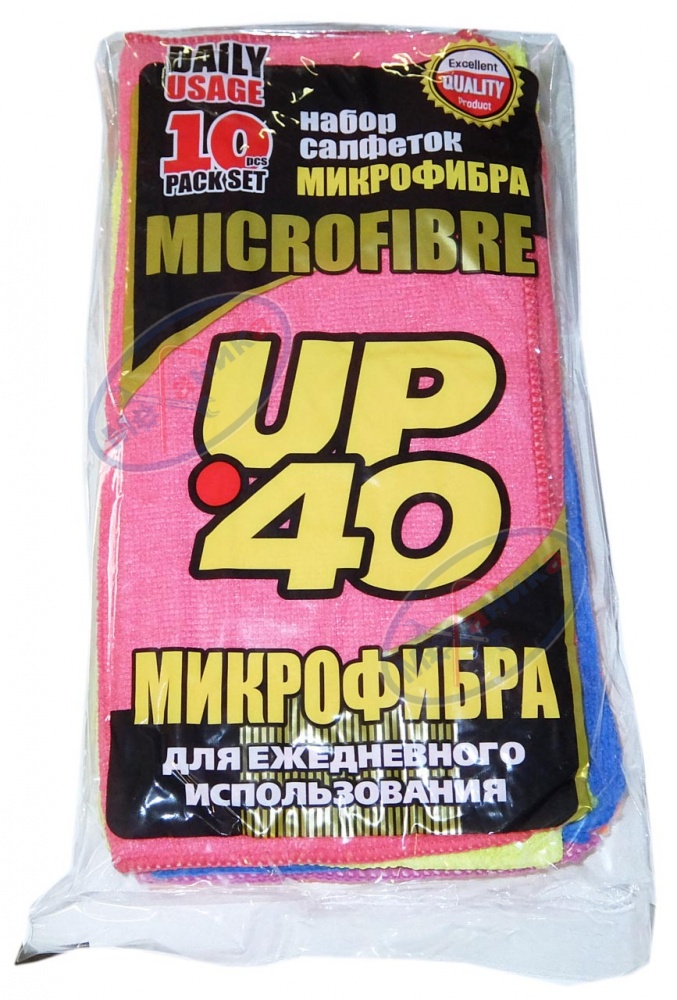 DAILY
USAGE
10 pcs
PACK SET
Excellent
QUALITY
Product
набор
салфеток
МИКРОФИБРА
MICROFIBRE
UP
40
МИКРОФИБРА
ДЛЯ ЕЖЕДНЕВНОГО
ИСПОЛЬЗОВАНИЯ